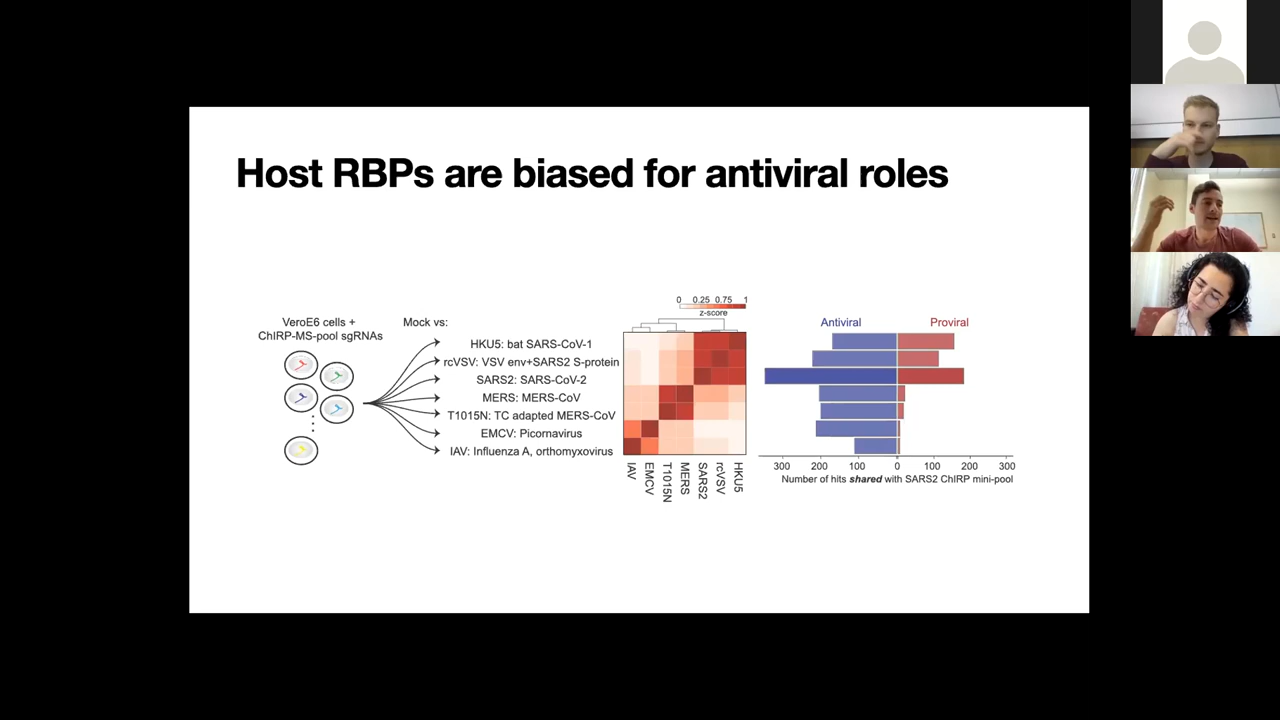 Host RBPs are biased for antiviral roles
VeroE6 cells +
ChIRP-MS-pool sgRNAs
Mock vs:
HKU5: bat SARS-CoV-1
rcVSV: VSV env+SARS2 S-protein
SARS2: SARS-CoV-2
MERS: MERS-CoV
T1015N: TC adapted MERS-CoV
EMCV: Picornavirus
IAV: Influenza A, orthomyxovirus
0 0.25 0.75 1
z-score
IAV
EMCV
T1015N
MERS
SARS2
rcVSV
HKU5
Antiviral Proviral
300 200 100 0 100 200 300
Number of hits shared with SARS2 ChIRP mini-pool